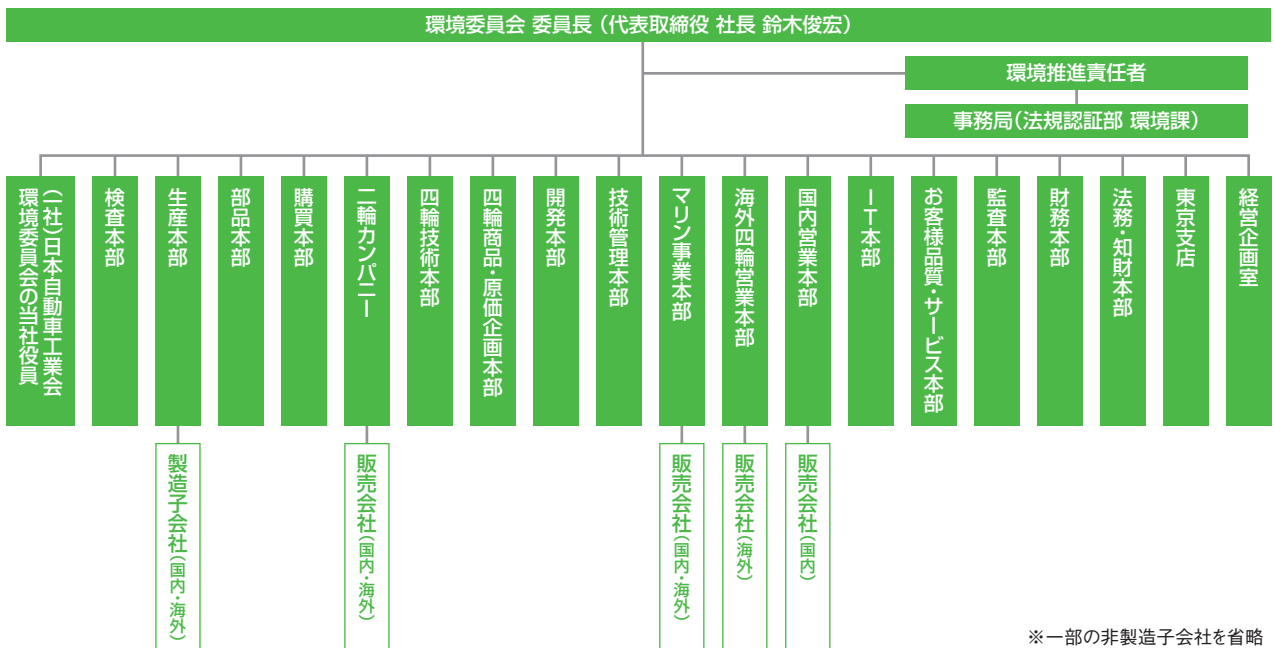 環境委員会 委員長（代表取締役 社長 鈴木俊宏）
環境推進責任者
事務局（法規認証部 環境課）
（一社）日本自動車工業会
環境委員会の当社役員
検査本部
生産本部
部品本部
購買本部
二輪カンパニー
四輪技術本部
四輪商品・原価企画本部
開発本部
技術管理本部
マリン事業本部
海外四輪営業本部
国内営業本部
IT本部
お客様品質・サービス本部
監査本部
財務本部
法務・知財本部
東京支店
経営企画室
製造子会社（国内・海外）
販売会社（国内・海外）
販売会社（国内・海外）
販売会社（海外）
販売会社（国内）
※一部の非製造子会社を省略